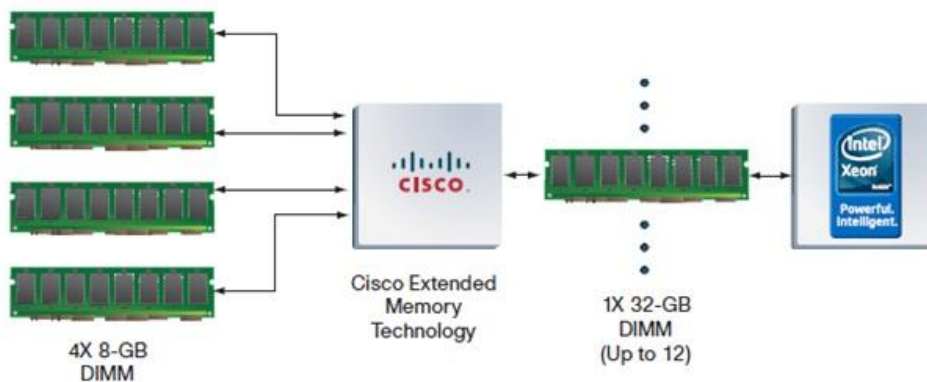 CISCO.
intel
Xeon
inside™
Powerful.
Intelligent.
Cisco Extended
Memory
Technology
1X 32-GB
DIMM
(Up to 12)
4X 8-GB
DIMM